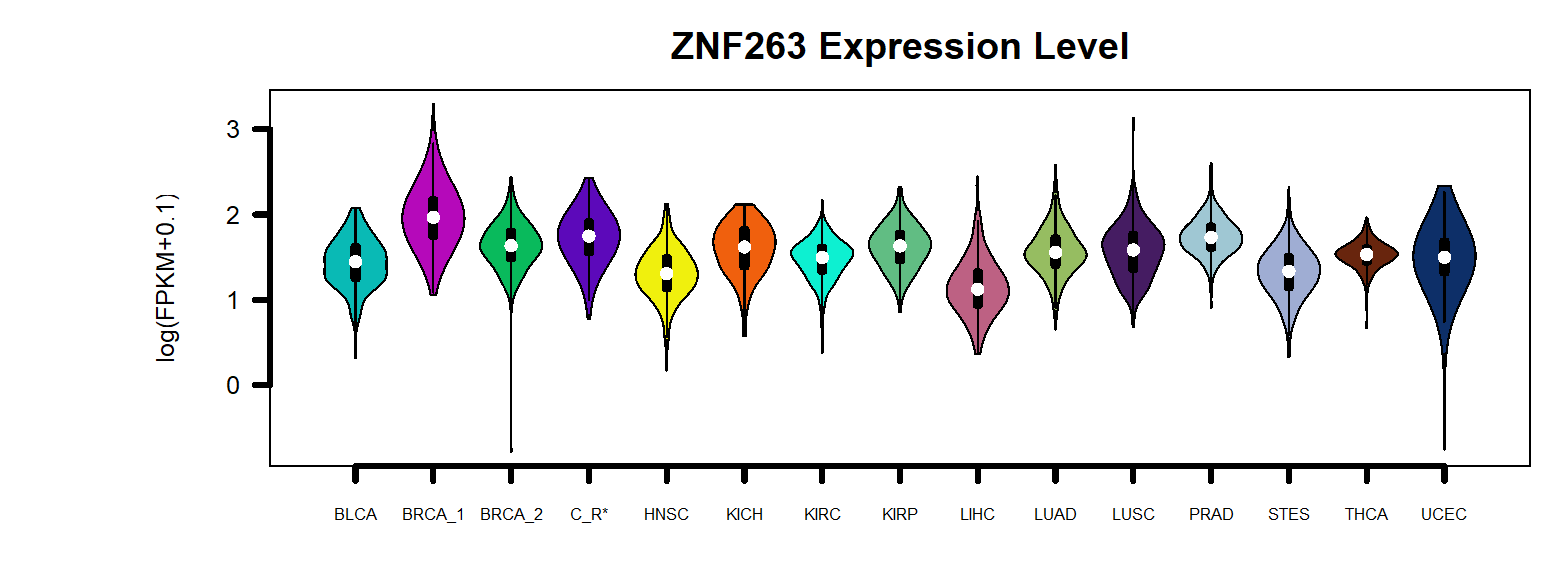 ZNF263 Expression Level
log(FPKM+0.1)
3
2
1
0
BLCA BRCA_1 BRCA_2 C_R* HNSC KICH KIRC KIRP LIHC LUAD LUSC PRAD STES THCA UCEC